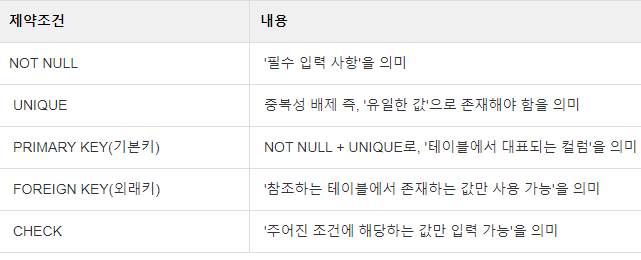 제약조건 내용
NOT NULL '필수 입력 사항'을 의미
UNIQUE 중복성 배제 즉, '유일한 값'으로 존재해야 함을 의미
PRIMARY KEY(기본키) NOT NULL + UNIQUE로, '테이블에서 대표되는 컬럼'을 의미
FOREIGN KEY(외래키) '참조하는 테이블에서 존재하는 값만 사용 가능'을 의미
CHECK '주어진 조건에 해당하는 값만 입력 가능'을 의미